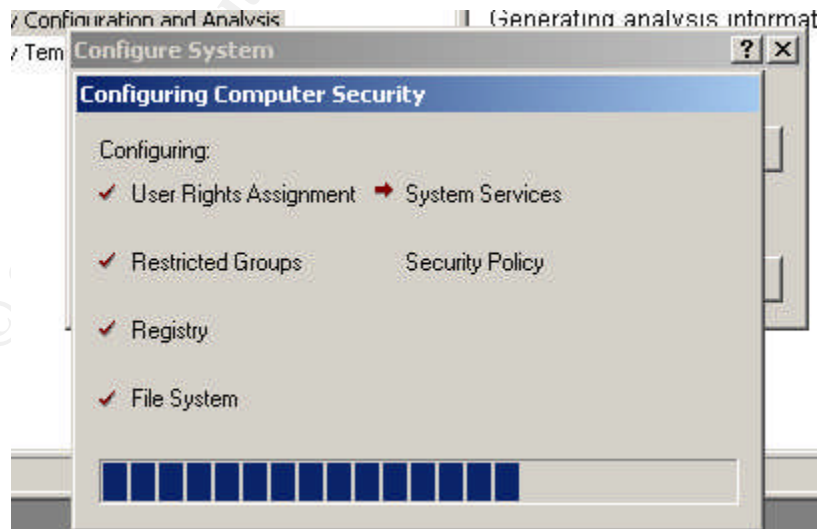 y Configuration and Analysis
Generating analysis informat
y Tem
Configure System
Configuring Computer Security
Configuring:
User Rights Assignment
System Services
Restricted Groups
Security Policy
Registry
File System